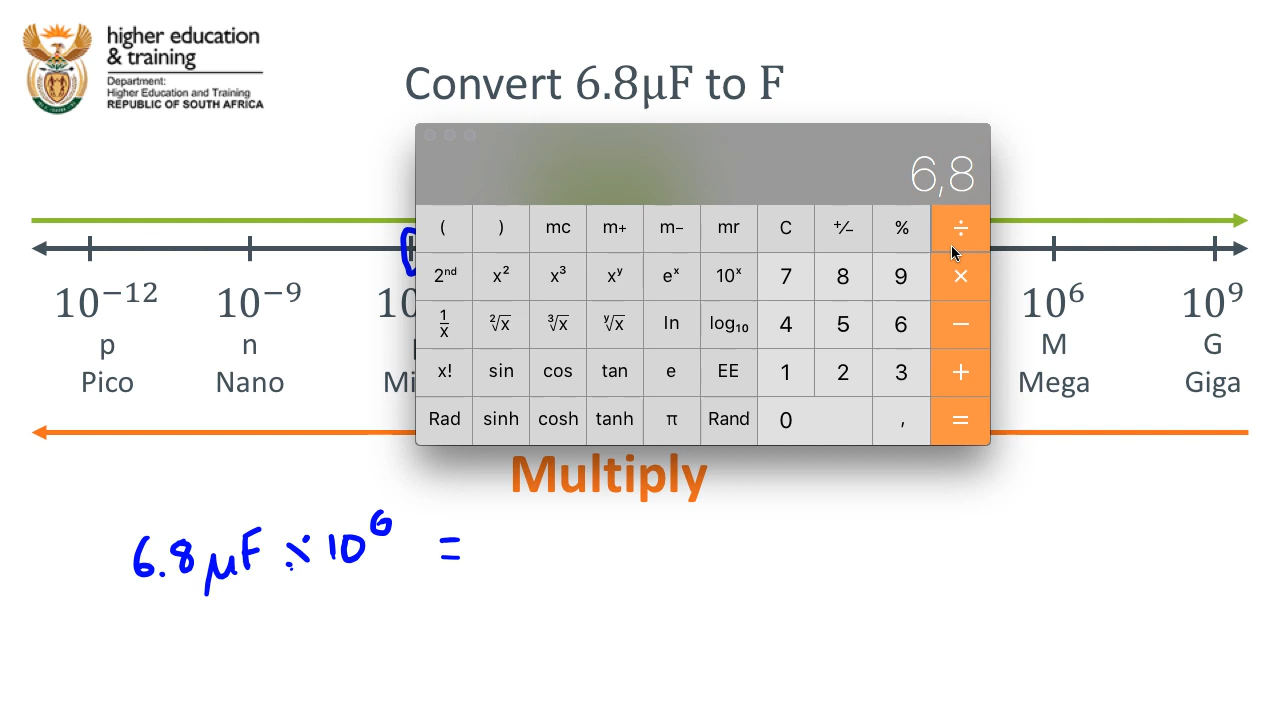 higher education
& training
Department:
Higher Education and Training
REPUBLIC OF SOUTH AFRICA
Convert 6.8μF to F
6,8
( ) mc m+ m− mr C +/− % ÷
2ⁿᵈ x² x³ xʸ eˣ 10ˣ 7 8 9 ×
1/x ²√x ³√x ʸ√x ln log₁₀ 4 5 6 −
x! sin cos tan e EE 1 2 3 +
Rad sinh cosh tanh π Rand 0 , =
10⁻¹² 10⁻⁹ 10 10⁶ 10⁹
p n M G
Pico Nano Mi Mega Giga
Multiply
6.8μF ÷ 10⁶ =